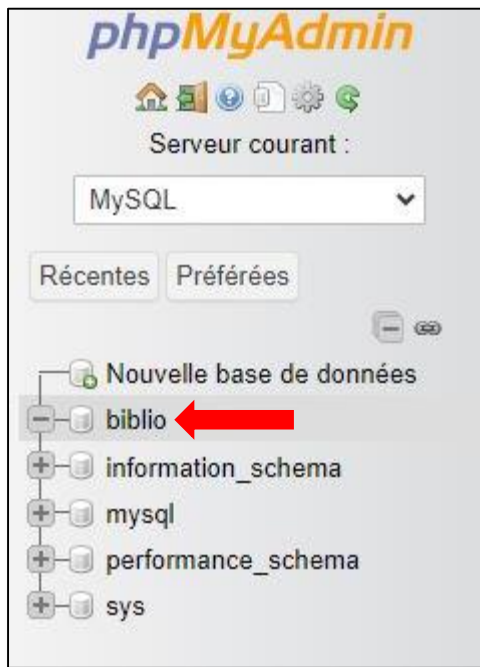 phpMyAdmin
Serveur courant :
MySQL
Récentes Préférées
Nouvelle base de données
biblio
information_schema
mysql
performance_schema
sys